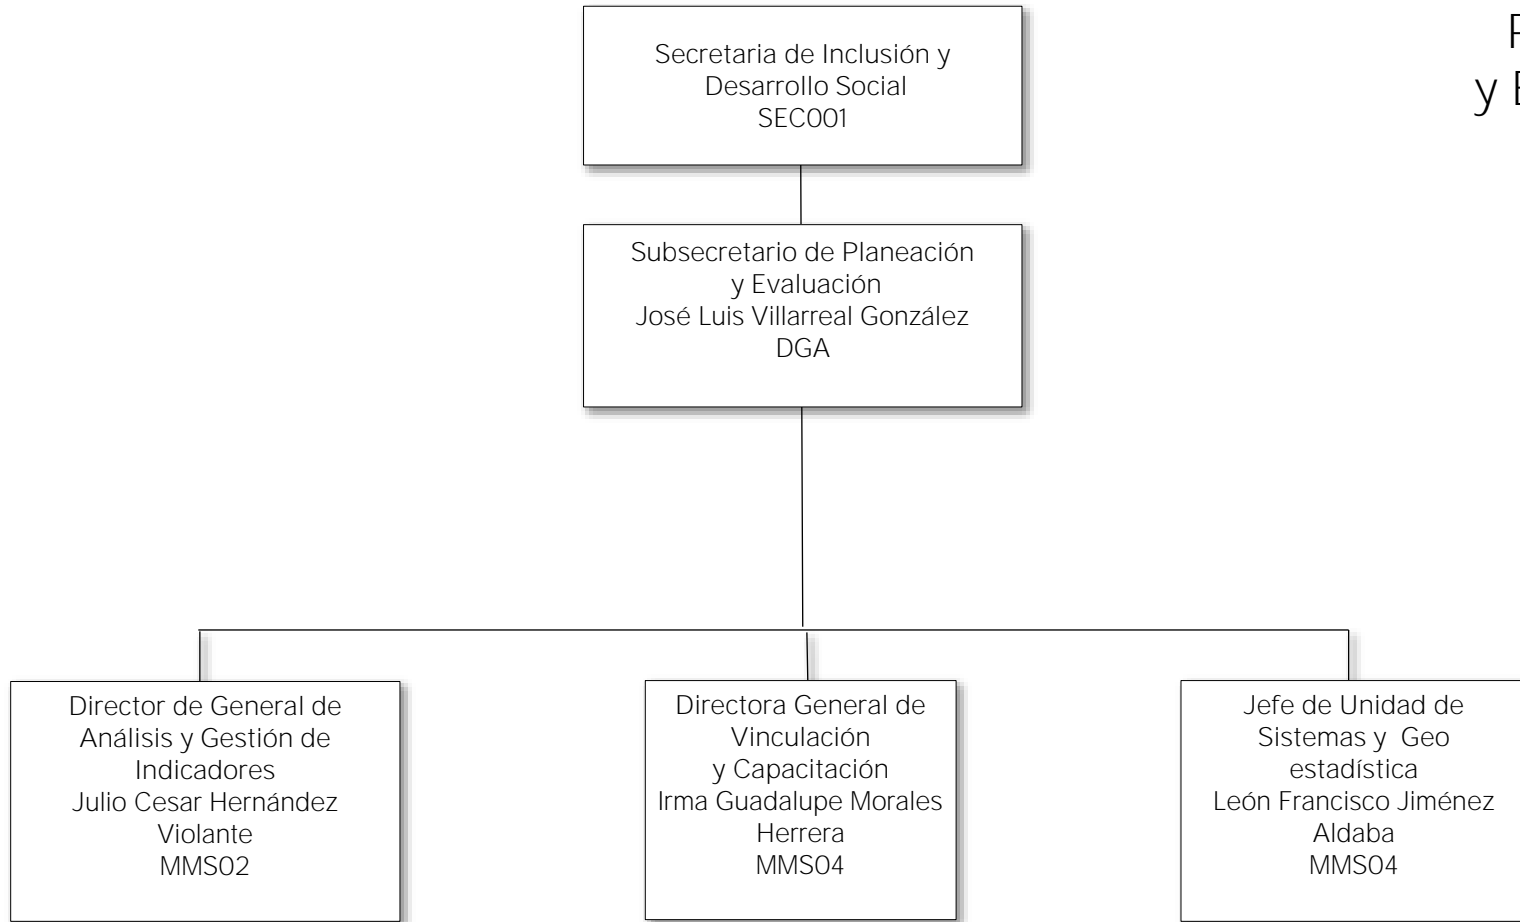 Secretaria de Inclusión y
Desarrollo Social
SEC001
Subsecretario de Planeación
y Evaluación
José Luis Villarreal González
DGA
Director de General de
Análisis y Gestión de
Indicadores
Julio Cesar Hernández
Violante
MMS02
Directora General de
Vinculación
y Capacitación
Irma Guadalupe Morales
Herrera
MMS04
Jefe de Unidad de
Sistemas y Geo
estadística
León Francisco Jiménez
Aldaba
MMS04
y